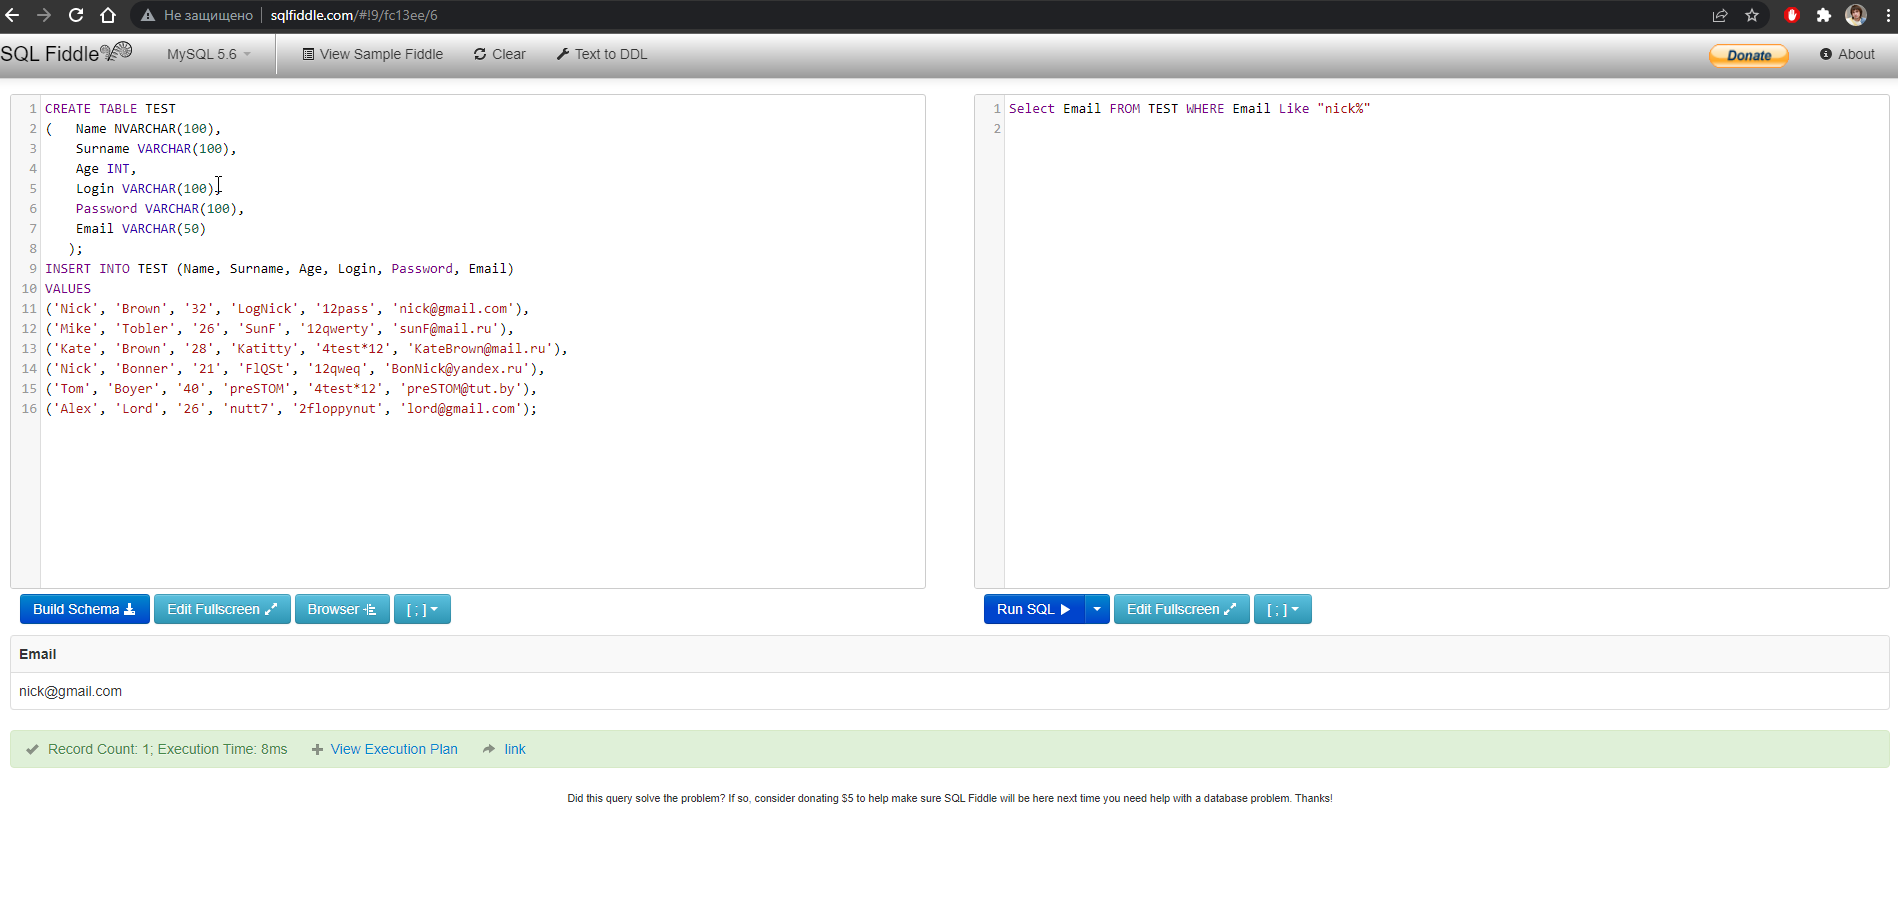 Не защищено sqlfiddle.com/#!9/fc13ee/6
SQL Fiddle MySQL 5.6 View Sample Fiddle Clear Text to DDL Donate About
1 CREATE TABLE TEST
2 ( Name NVARCHAR(100),
3 Surname VARCHAR(100),
4 Age INT,
5 Login VARCHAR(100),
6 Password VARCHAR(100),
7 Email VARCHAR(50)
8 );
9 INSERT INTO TEST (Name, Surname, Age, Login, Password, Email)
10 VALUES
11 ('Nick', 'Brown', '32', 'LogNick', '12pass', 'nick@gmail.com'),
12 ('Mike', 'Tobler', '26', 'SunF', '12qwerty', 'sunF@mail.ru'),
13 ('Kate', 'Brown', '28', 'Katitty', '4test*12', 'KateBrown@mail.ru'),
14 ('Nick', 'Bonner', '21', 'FlQSt', '12qweq', 'BonNick@yandex.ru'),
15 ('Tom', 'Boyer', '40', 'preSTOM', '4test*12', 'preSTOM@tut.by'),
16 ('Alex', 'Lord', '26', 'nutt7', '2floppynut', 'lord@gmail.com');
1 Select Email FROM TEST WHERE Email Like "nick%"
2
Build Schema Edit Fullscreen Browser [ ; ]
Run SQL Edit Fullscreen [ ; ]
Email
nick@gmail.com
Record Count: 1; Execution Time: 8ms View Execution Plan link
Did this query solve the problem? If so, consider donating $5 to help make sure SQL Fiddle will be here next time you need help with a database problem. Thanks!